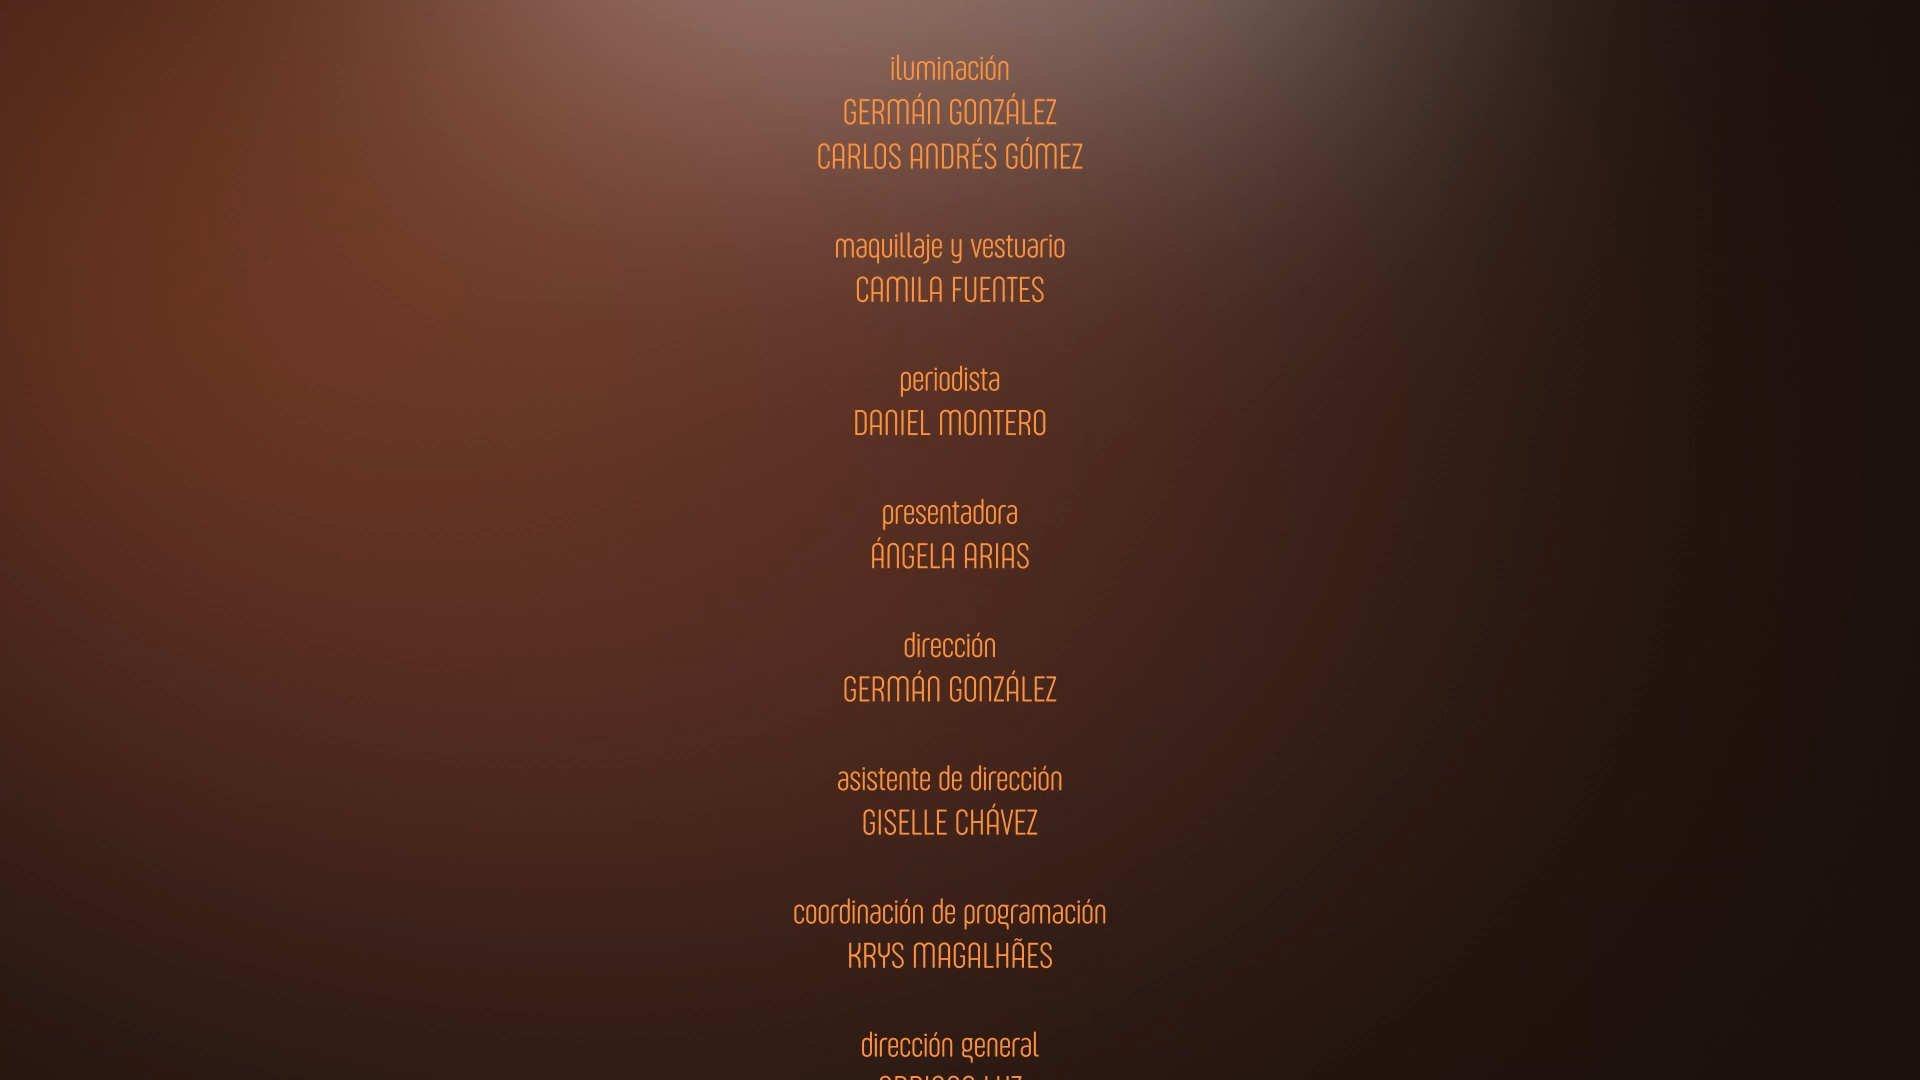 iluminación
GERMÁN GONZÁLEZ
CARLOS ANDRÉS GÓMEZ
maquillaje y vestuario
CAMILA FUENTES
periodista
DANIEL MONTERO
presentadora
ÁNGELA ARIAS
dirección
GERMÁN GONZÁLEZ
asistente de dirección
GISELLE CHÁVEZ
coordinación de programación
KRYS MAGALHÃES
dirección general